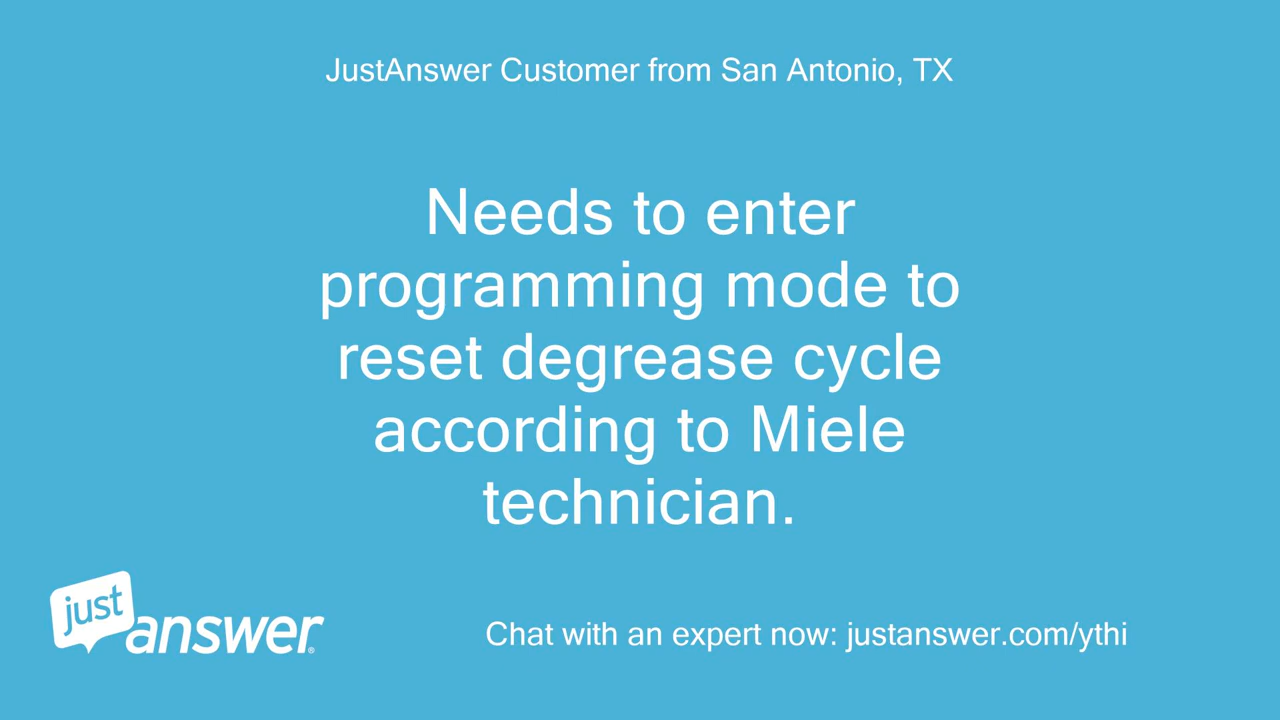 JustAnswer Customer from San Antonio, TX
Needs to enter
programming mode to
reset degrease cycle
according to Miele
technician.
just
answer®
Chat with an expert now: justanswer.com/ythi